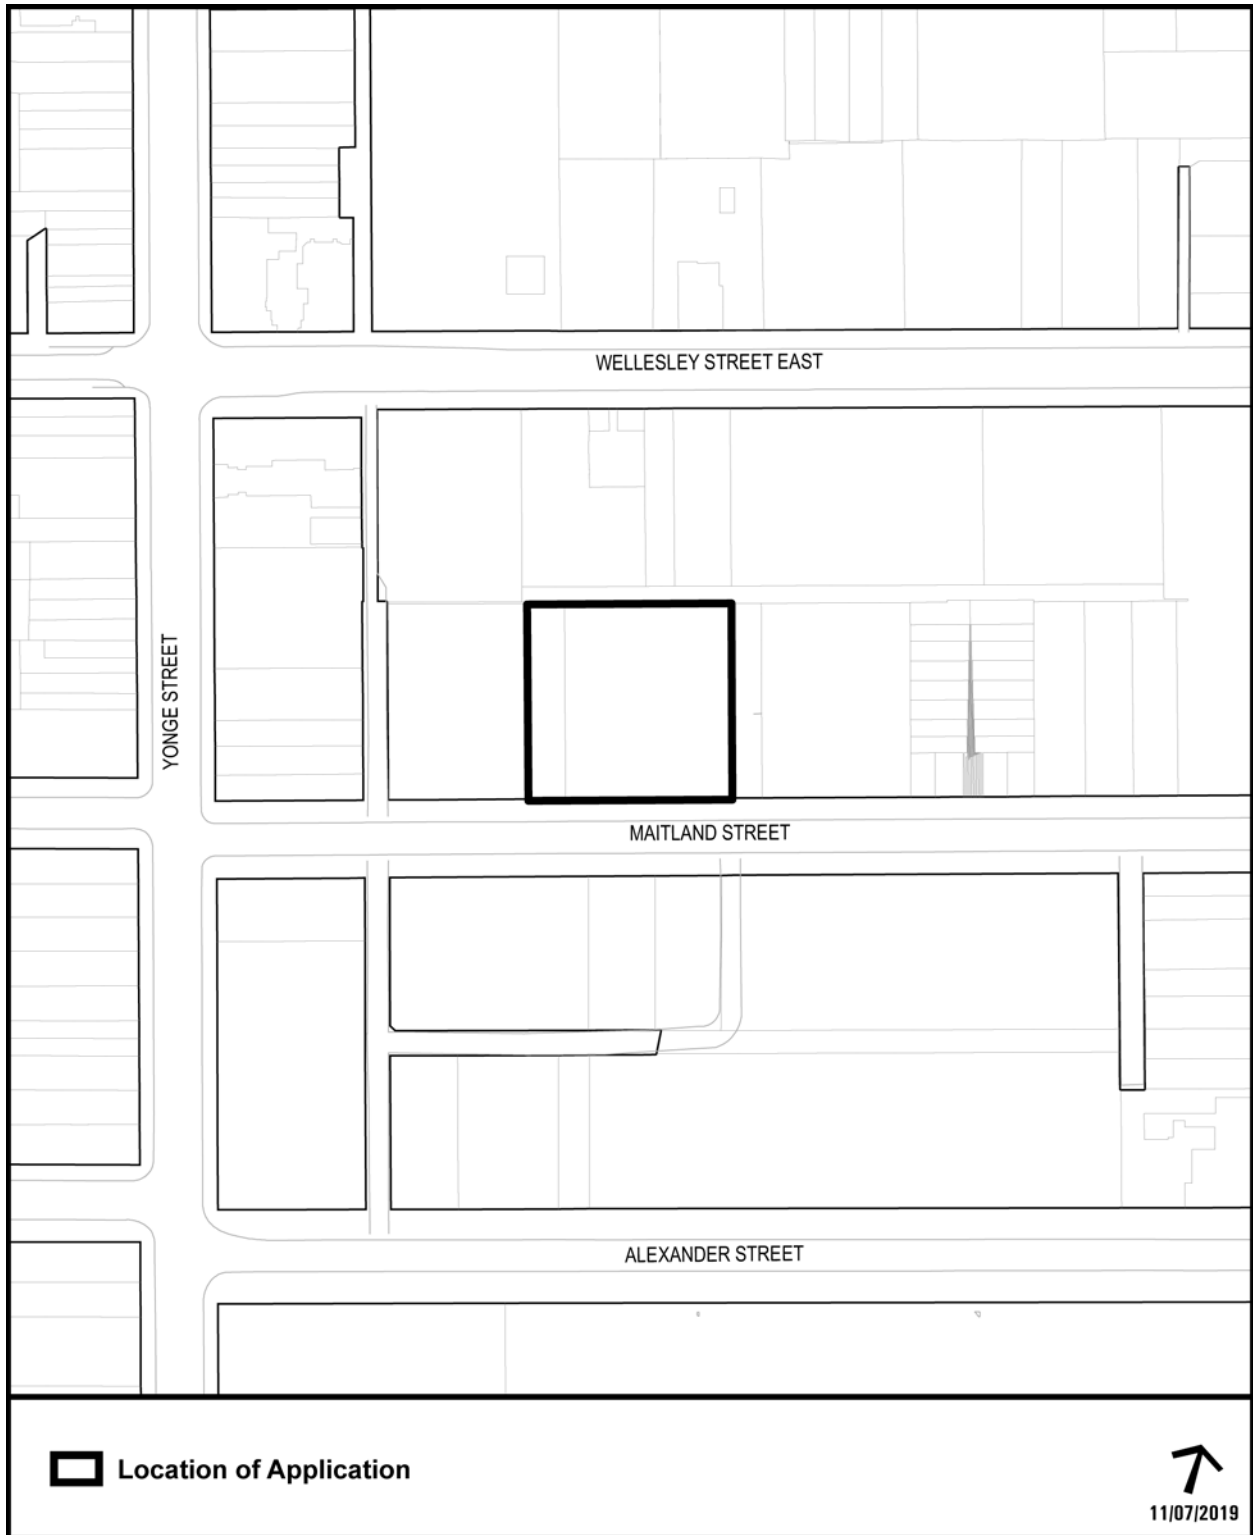 WELLESLEY STREET EAST
YONGE STREET
MAITLAND STREET
ALEXANDER STREET
Location of Application
11/07/2019